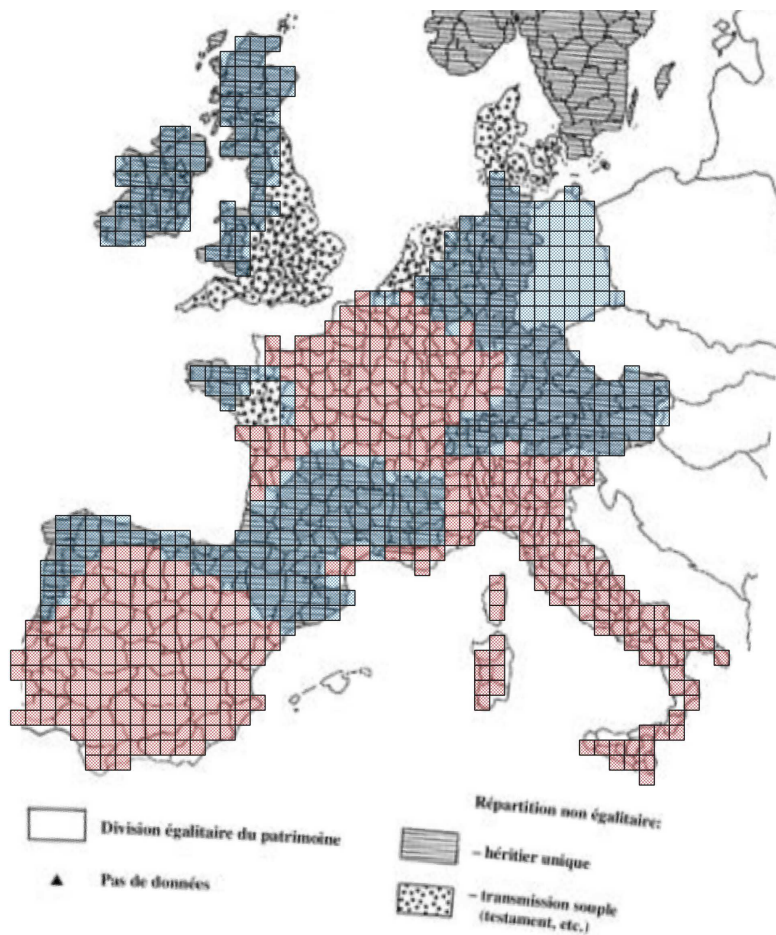 Répartition non égalitaire:
Division égalitaire du patrimoine
– héritier unique
Pas de données
– transmission souple
(testament, etc.)